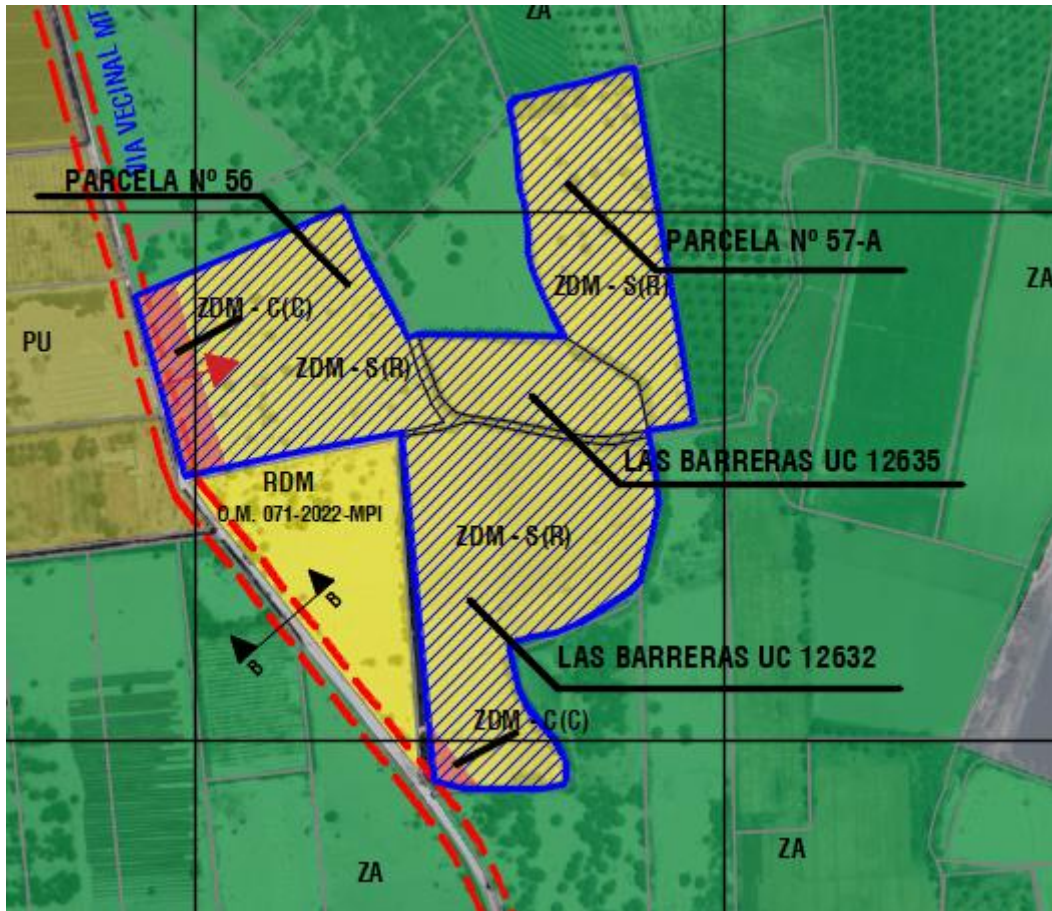 ZA
VIA VECINAL MT
PARCELA Nº 56
PARCELA Nº 57-A
ZA
ZDM - S(R)
ZDM - C(C)
PU
ZDM - S(R)
LAS BARRERAS UC 12635
RDM
O.M. 071-2022-MPI
ZDM - S(R)
B
B
LAS BARRERAS UC 12632
ZDM - C(C)
ZA
ZA